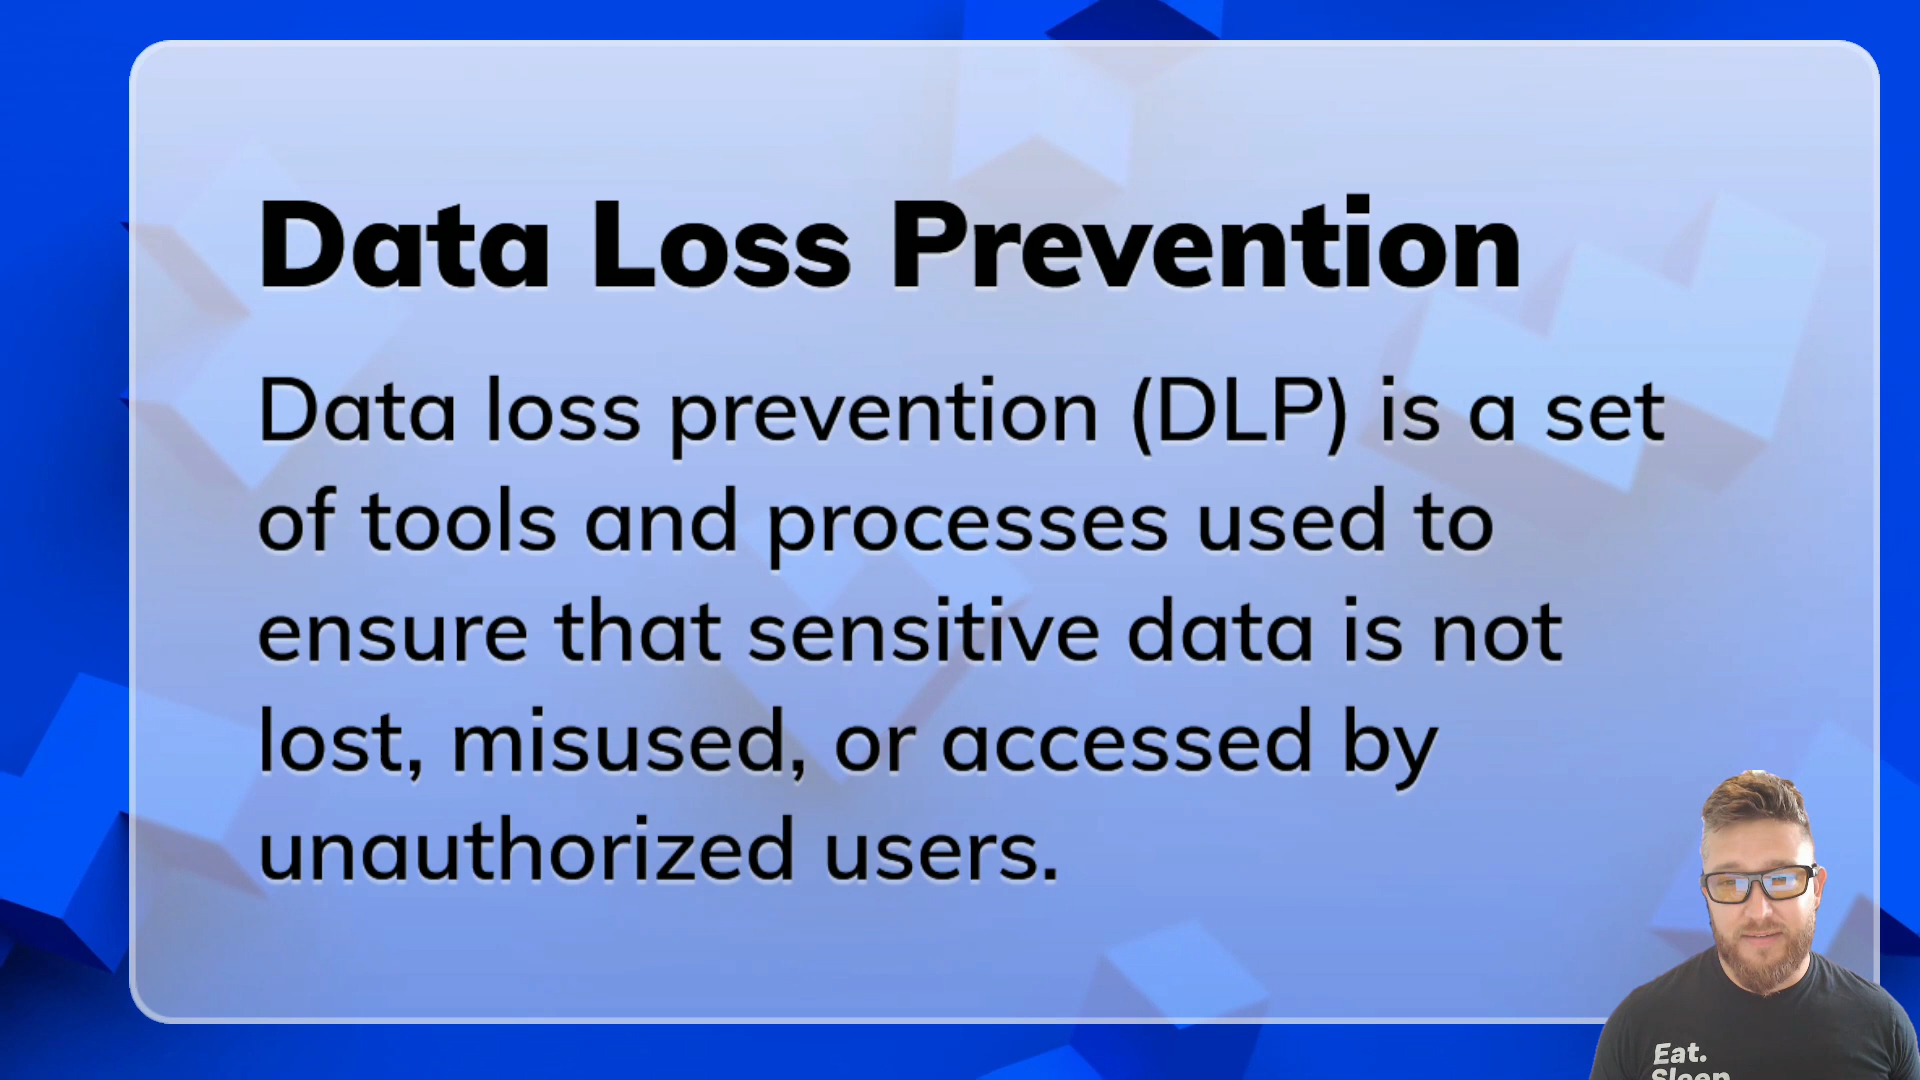 Data Loss Prevention
Data loss prevention (DLP) is a set
of tools and processes used to
ensure that sensitive data is not
lost, misused, or accessed by
unauthorized users.
Eat.
Sleep